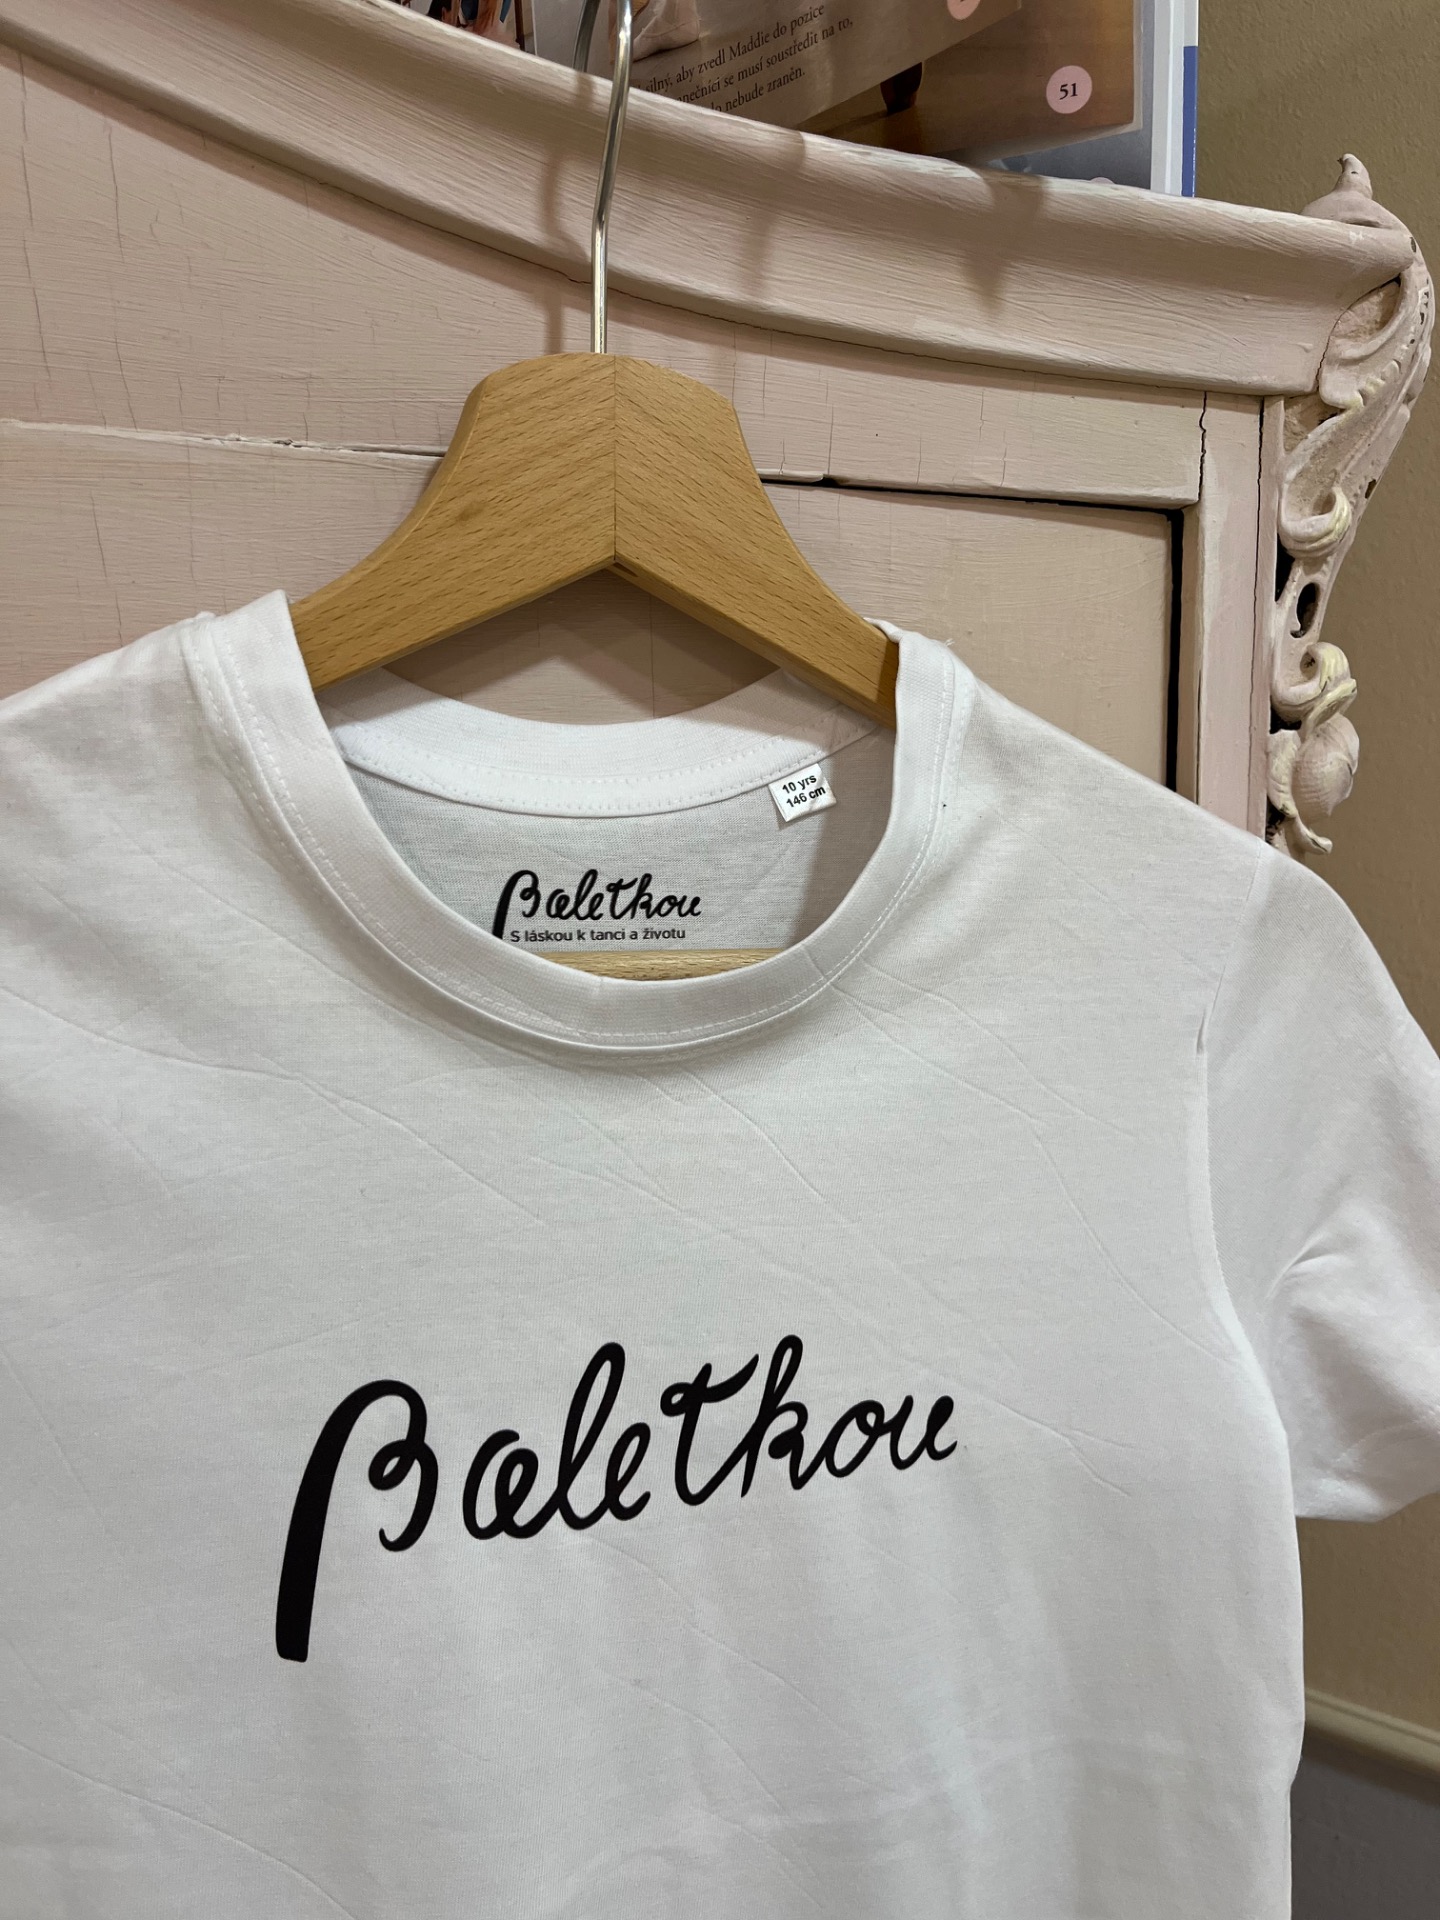 silný, aby zvedl Maddie do pozice
se musí soustředit na to,
nebude zraněn.
51
10 yrs
146 cm
Baletkou
S láskou k tanci a životu
Baletkou